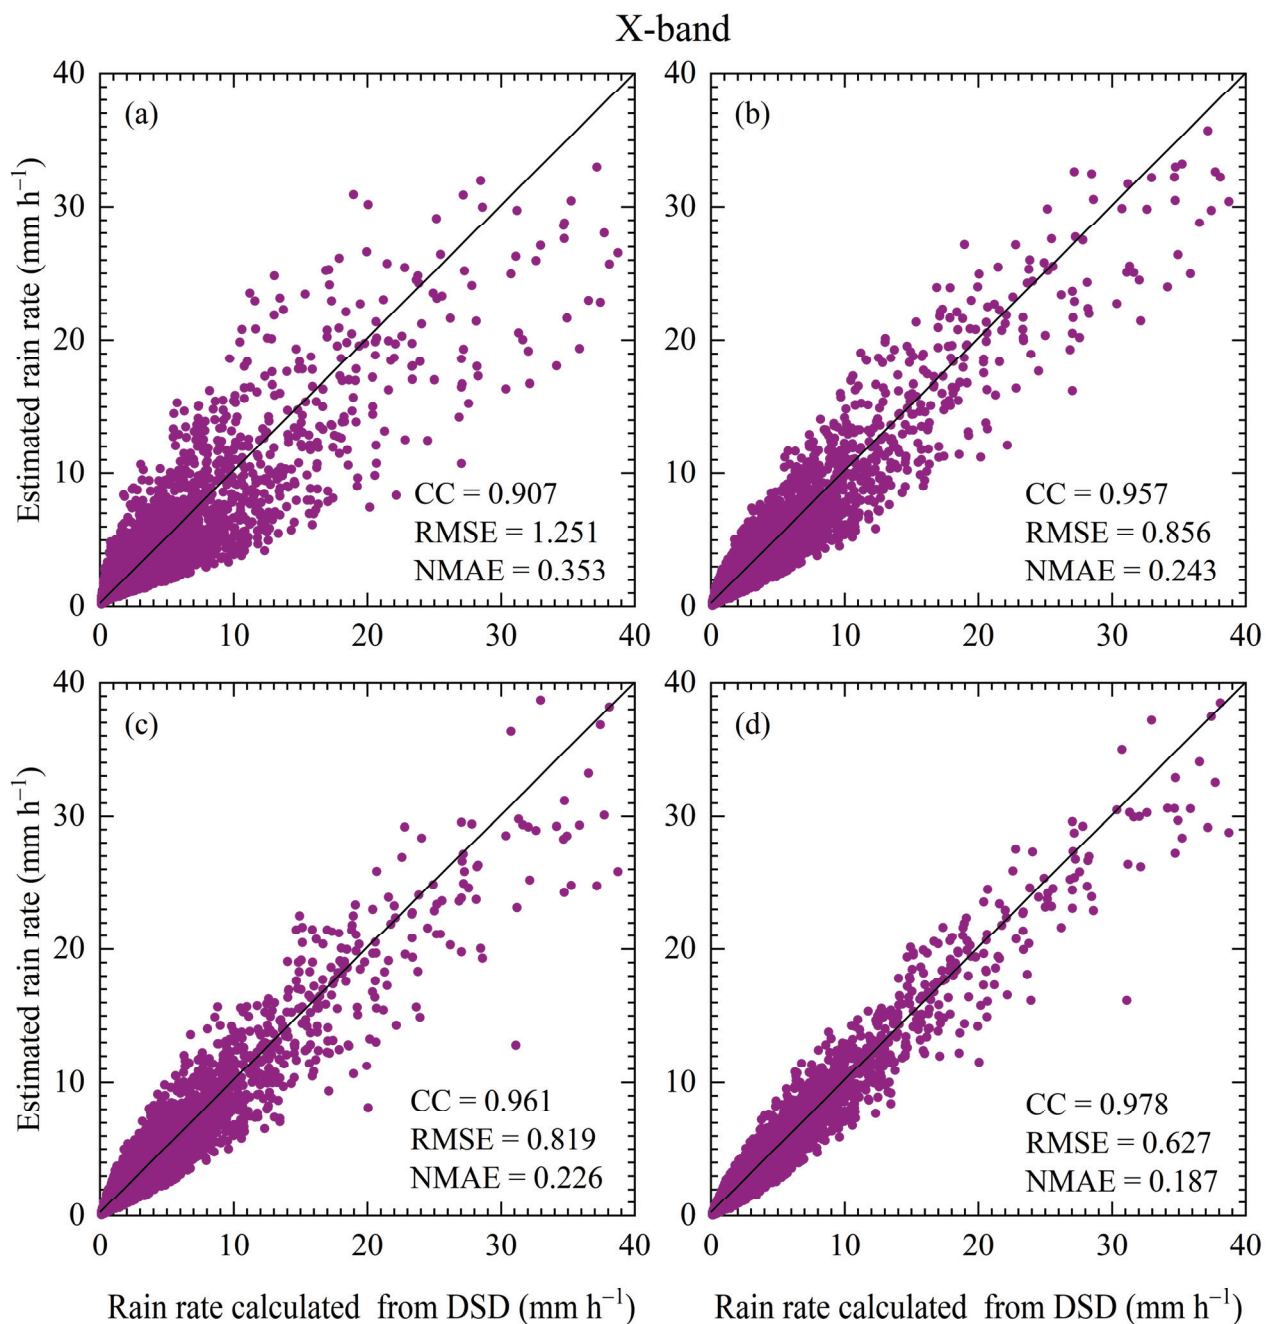 X-band
(a)
(b)
Estimated rain rate (mm h⁻¹)
40
30
20
10
0
0 10 20 30 40
CC = 0.907
RMSE = 1.251
NMAE = 0.353
40
30
20
10
0
0 10 20 30 40
CC = 0.957
RMSE = 0.856
NMAE = 0.243
(c)
(d)
Estimated rain rate (mm h⁻¹)
40
30
20
10
0
0 10 20 30 40
CC = 0.961
RMSE = 0.819
NMAE = 0.226
40
30
20
10
0
0 10 20 30 40
CC = 0.978
RMSE = 0.627
NMAE = 0.187
Rain rate calculated from DSD (mm h⁻¹)
Rain rate calculated from DSD (mm h⁻¹)